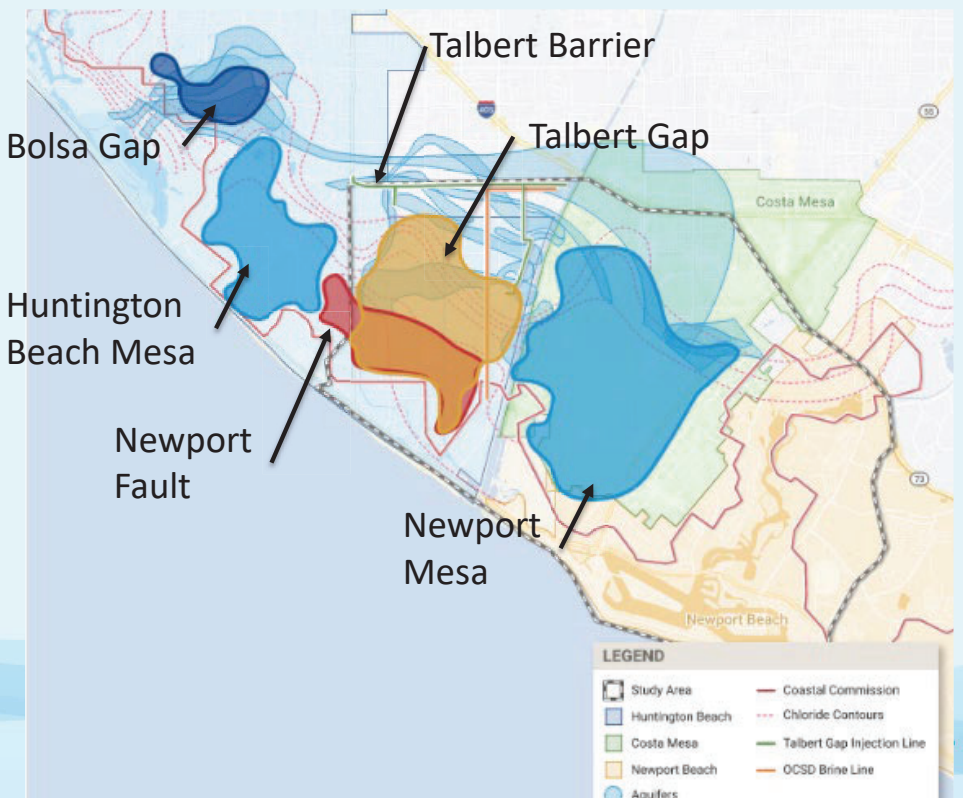 Talbert Barrier
Bolsa Gap
Talbert Gap
405
55
Costa Mesa
Huntington
Beach Mesa
Newport
Fault
Newport
Mesa
73
Newport Beach
LEGEND
Study Area
Coastal Commission
Huntington Beach
Chloride Contours
Costa Mesa
Talbert Gap Injection Line
Newport Beach
OCSD Brine Line
Aquifers